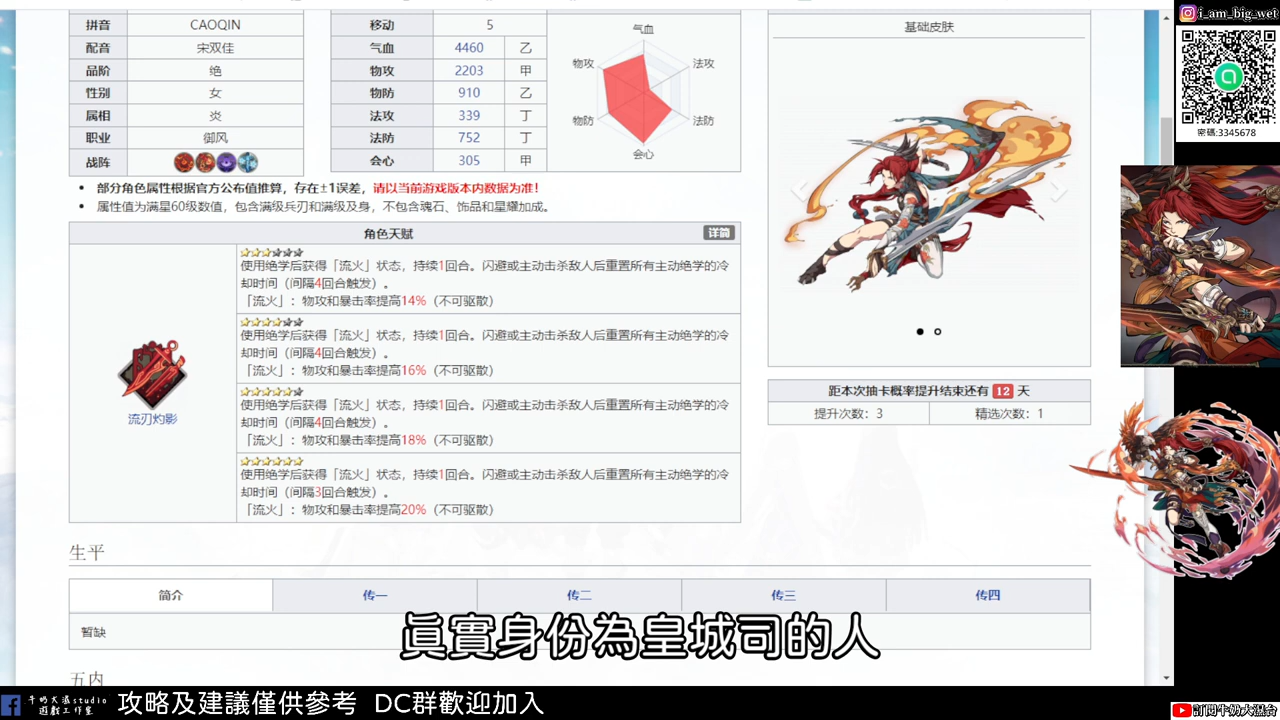 拼音 CAOQIN
配音 宋双佳
品阶 绝
性别 女
属相 炎
职业 御风
战阵
移动 5
气血 4460 乙
物攻 2203 甲
物防 910 乙
法攻 339 丁
法防 752 丁
会心 305 甲
气血
物攻 法攻
物防 法防
会心
部分角色属性根据官方公布值推算，存在±1误差，请以当前游戏版本内数据为准！
属性值为满星60级数值，包含满级兵刃和满级及身，不包含魂石、饰品和星耀加成。
角色天赋 详简
流刃灼影
使用绝学后获得「流火」状态，持续1回合。闪避或主动击杀敌人后重置所有主动绝学的冷
却时间（间隔4回合触发）。
「流火」：物攻和暴击率提高14%（不可驱散）
使用绝学后获得「流火」状态，持续1回合。闪避或主动击杀敌人后重置所有主动绝学的冷
却时间（间隔4回合触发）。
「流火」：物攻和暴击率提高16%（不可驱散）
使用绝学后获得「流火」状态，持续1回合。闪避或主动击杀敌人后重置所有主动绝学的冷
却时间（间隔4回合触发）。
「流火」：物攻和暴击率提高18%（不可驱散）
使用绝学后获得「流火」状态，持续1回合。闪避或主动击杀敌人后重置所有主动绝学的冷
却时间（间隔3回合触发）。
「流火」：物攻和暴击率提高20%（不可驱散）
基础皮肤
距本次抽卡概率提升结束还有 12 天
提升次数：3 精选次数：1
生平
简介 传一 传二 传三 传四
暂缺
五内
眞實身份為皇城司的人
i_am_big_wet
密碼:3345678
牛奶大濕studio
遊戲工作室
攻略及建議僅供參考 DC群歡迎加入
訂閱牛奶大濕台